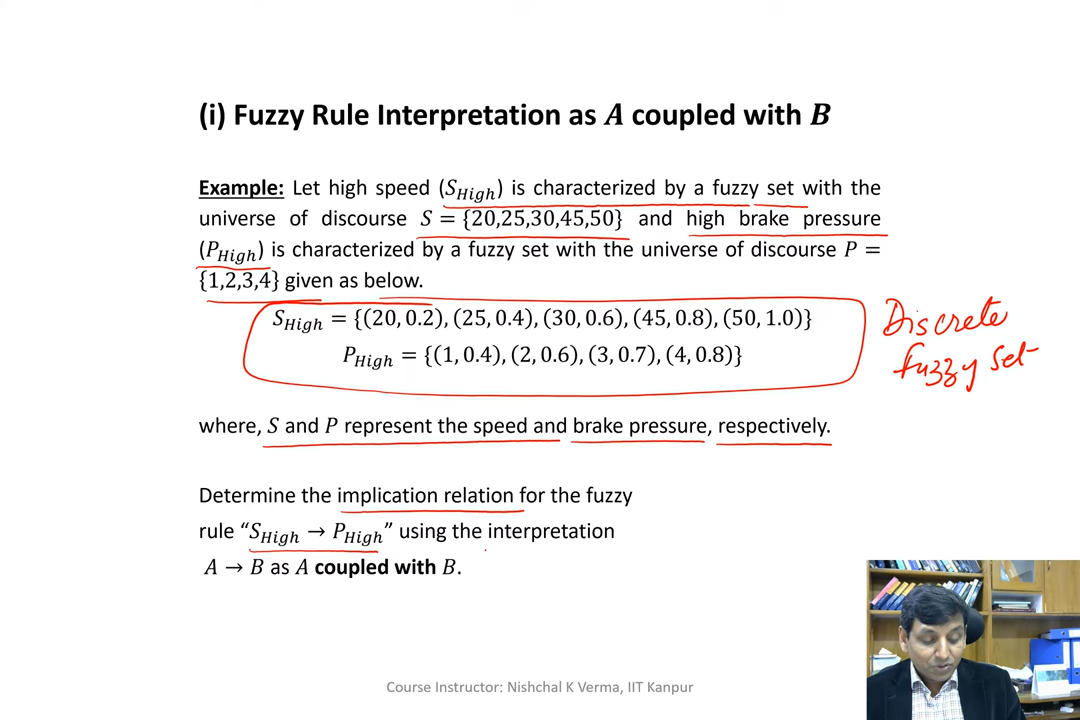 (i) Fuzzy Rule Interpretation as A coupled with B
Example: Let high speed (S_High) is characterized by a fuzzy set with the
universe of discourse S = {20,25,30,45,50} and high brake pressure
(P_High) is characterized by a fuzzy set with the universe of discourse P =
{1,2,3,4} given as below.
S_High = {(20, 0.2), (25, 0.4), (30, 0.6), (45, 0.8), (50, 1.0)}
P_High = {(1, 0.4), (2, 0.6), (3, 0.7), (4, 0.8)}
Discrete
Fuzzy Set
where, S and P represent the speed and brake pressure, respectively.
Determine the implication relation for the fuzzy
rule “S_High → P_High” using the interpretation
A → B as A coupled with B.
Course Instructor: Nishchal K Verma, IIT Kanpur